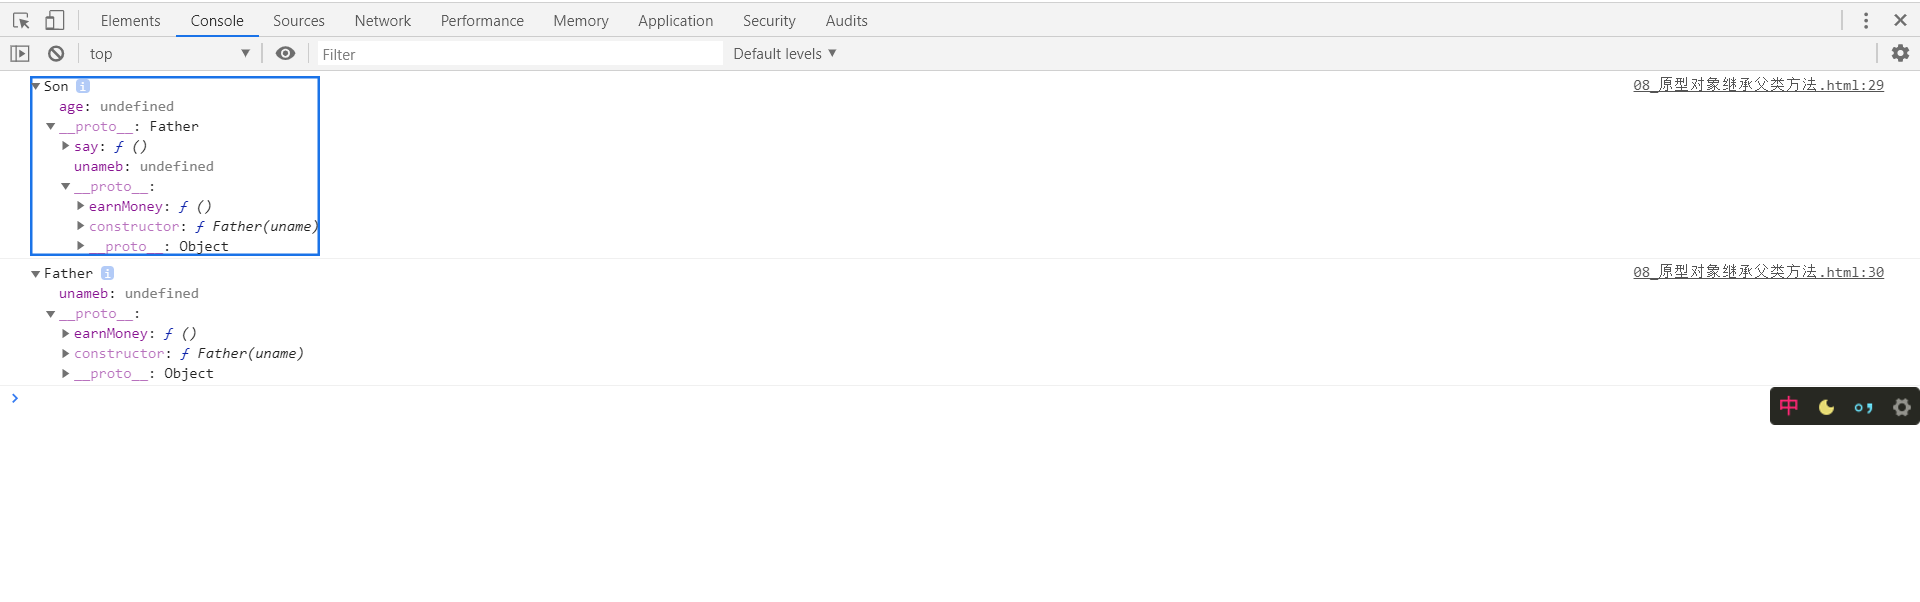 Elements Console Sources Network Performance Memory Application Security Audits
top Filter Default levels
Son i 08_原型对象继承父类方法.html:29
age: undefined
__proto__: Father
say: ƒ ()
unameb: undefined
__proto__:
earnMoney: ƒ ()
constructor: ƒ Father(uname)
__proto__: Object
Father i 08_原型对象继承父类方法.html:30
unameb: undefined
__proto__:
earnMoney: ƒ ()
constructor: ƒ Father(uname)
__proto__: Object
中